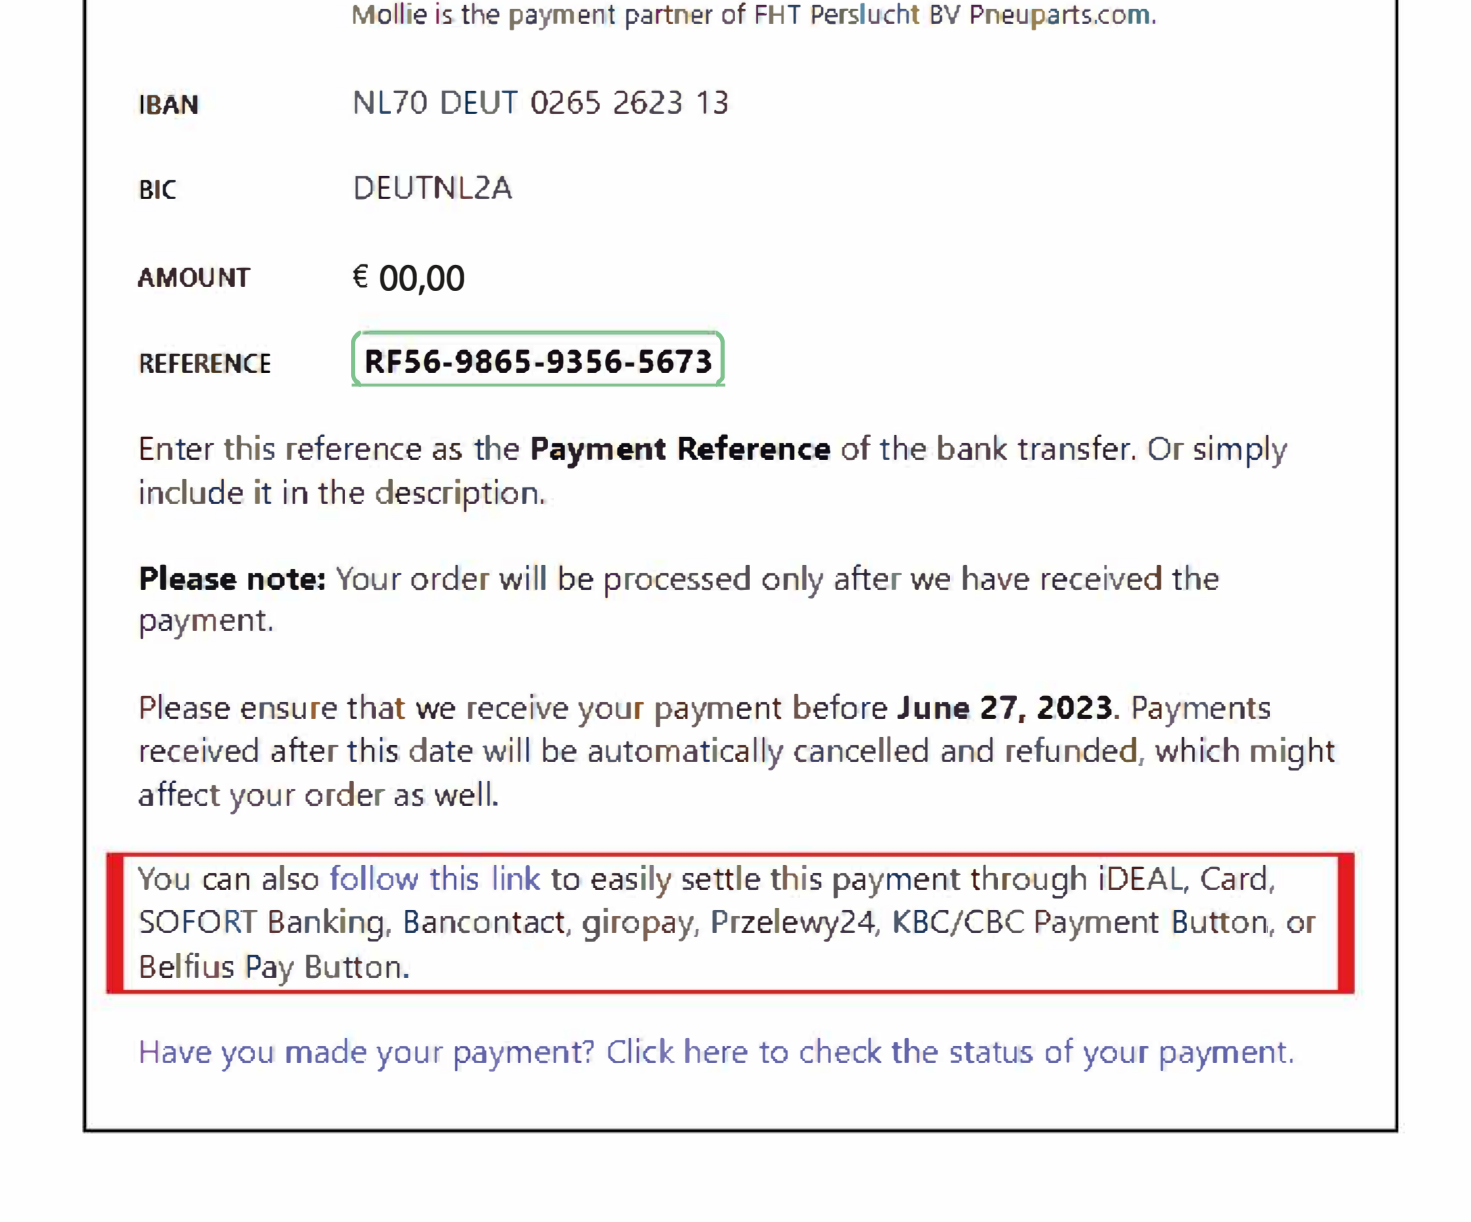 Mollie is the payment partner of FHT Perslucht BV Pneuparts.com.
IBAN NL70 DEUT 0265 2623 13
BIC DEUTNL2A
AMOUNT € 00,00
REFERENCE RF56-9865-9356-5673
Enter this reference as the Payment Reference of the bank transfer. Or simply
include it in the description.
Please note: Your order will be processed only after we have received the
payment.
Please ensure that we receive your payment before June 27, 2023. Payments
received after this date will be automatically cancelled and refunded, which might
affect your order as well.
You can also follow this link to easily settle this payment through iDEAL, Card,
SOFORT Banking, Bancontact, giropay, Przelewy24, KBC/CBC Payment Button, or
Belfius Pay Button.
Have you made your payment? Click here to check the status of your payment.